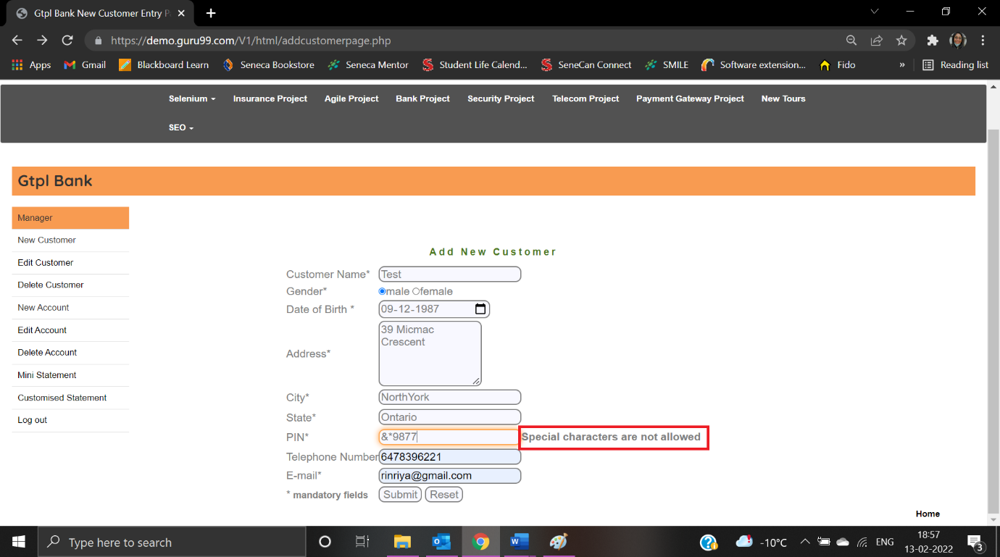 Gtpl Bank New Customer Entry P
https://demo.guru99.com/V1/html/addcustomerpage.php
Apps Gmail Blackboard Learn Seneca Bookstore Seneca Mentor Student Life Calend... SeneCan Connect SMILE Software extension... Fido » Reading list
Selenium Insurance Project Agile Project Bank Project Security Project Telecom Project Payment Gateway Project New Tours
SEO
Gtpl Bank
Manager
New Customer
Edit Customer
Delete Customer
New Account
Edit Account
Delete Account
Mini Statement
Customised Statement
Log out
Add New Customer
Customer Name* Test
Gender* male female
Date of Birth * 09-12-1987
Address* 39 Micmac
Crescent
City* NorthYork
State* Ontario
PIN* &*9877 Special characters are not allowed
Telephone Number 6478396221
E-mail* rinriya@gmail.com
* mandatory fields Submit Reset
Home
Type here to search
-10°C ENG 18:57
13-02-2022
3